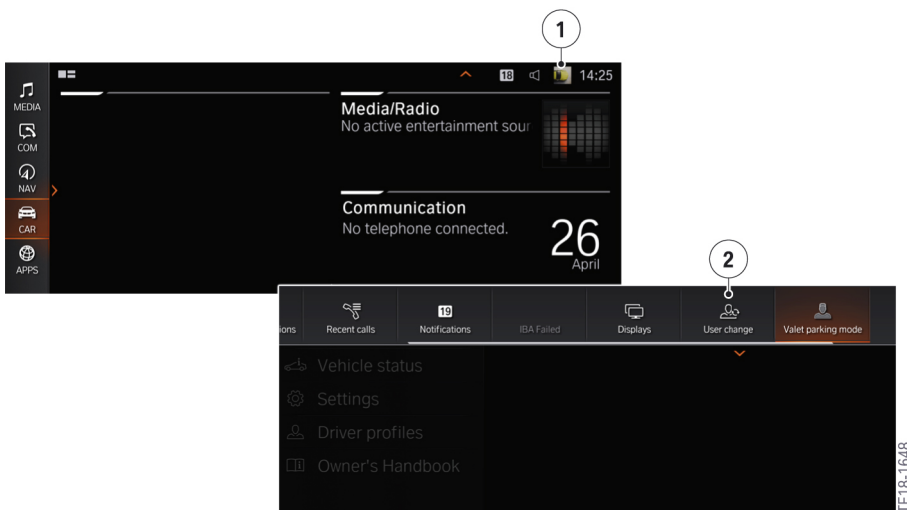 1
18
14:25
MEDIA
COM
NAV
CAR
APPS
Media/Radio
No active entertainment sour
Communication
No telephone connected.
26
April
2
ions
Recent calls
19
Notifications
IBA Failed
Displays
User change
Valet parking mode
Vehicle status
Settings
Driver profiles
Owner's Handbook
TE18-1648